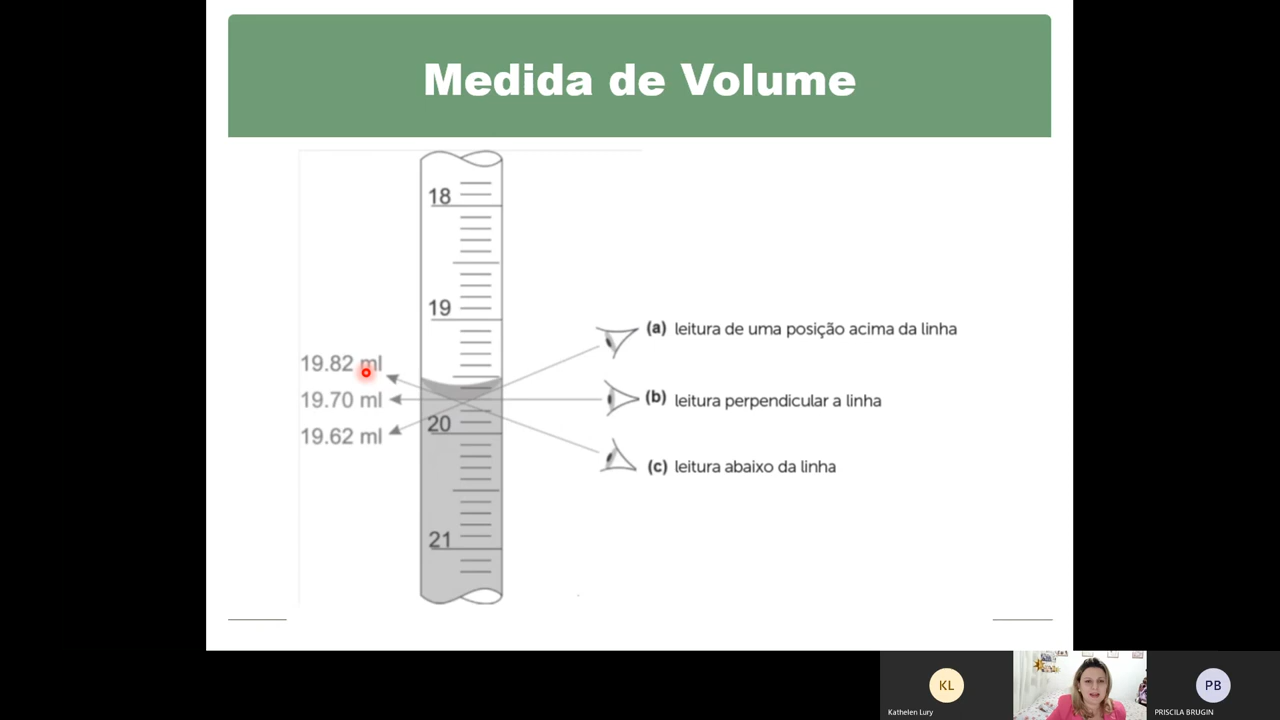 Medida de Volume
18
19
20
21
19.82 ml
19.70 ml
19.62 ml
(a) leitura de uma posição acima da linha
(b) leitura perpendicular a linha
(c) leitura abaixo da linha
KL
Kathelen Lury
PB
PRISCILA BRUGIN